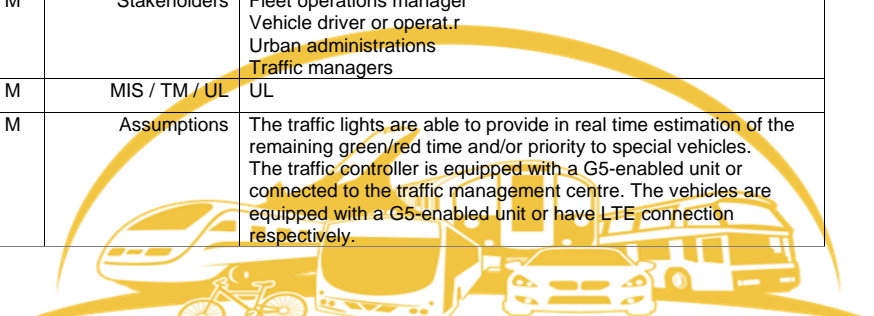 M Stakeholders Fleet operations manager
Vehicle driver or operat.r
Urban administrations
Traffic managers
M MIS / TM / UL UL
M Assumptions The traffic lights are able to provide in real time estimation of the
remaining green/red time and/or priority to special vehicles.
The traffic controller is equipped with a G5-enabled unit or
connected to the traffic management centre. The vehicles are
equipped with a G5-enabled unit or have LTE connection
respectively.